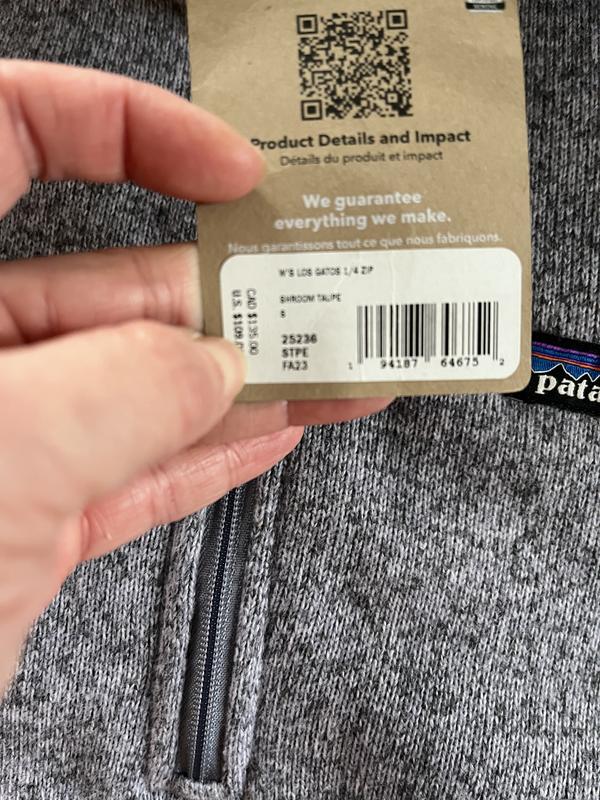 Product Details and Impact
Détails du produit et impact
We guarantee
everything we make.
Nous garantissons tout ce que nous fabriquons.
W'S LOS GATOS 1/4 ZIP
SHROOM TAUPE
S
25236
STPE
FA23
CAD $135.00
U.S. $109.
1 94187 64675 2
pata